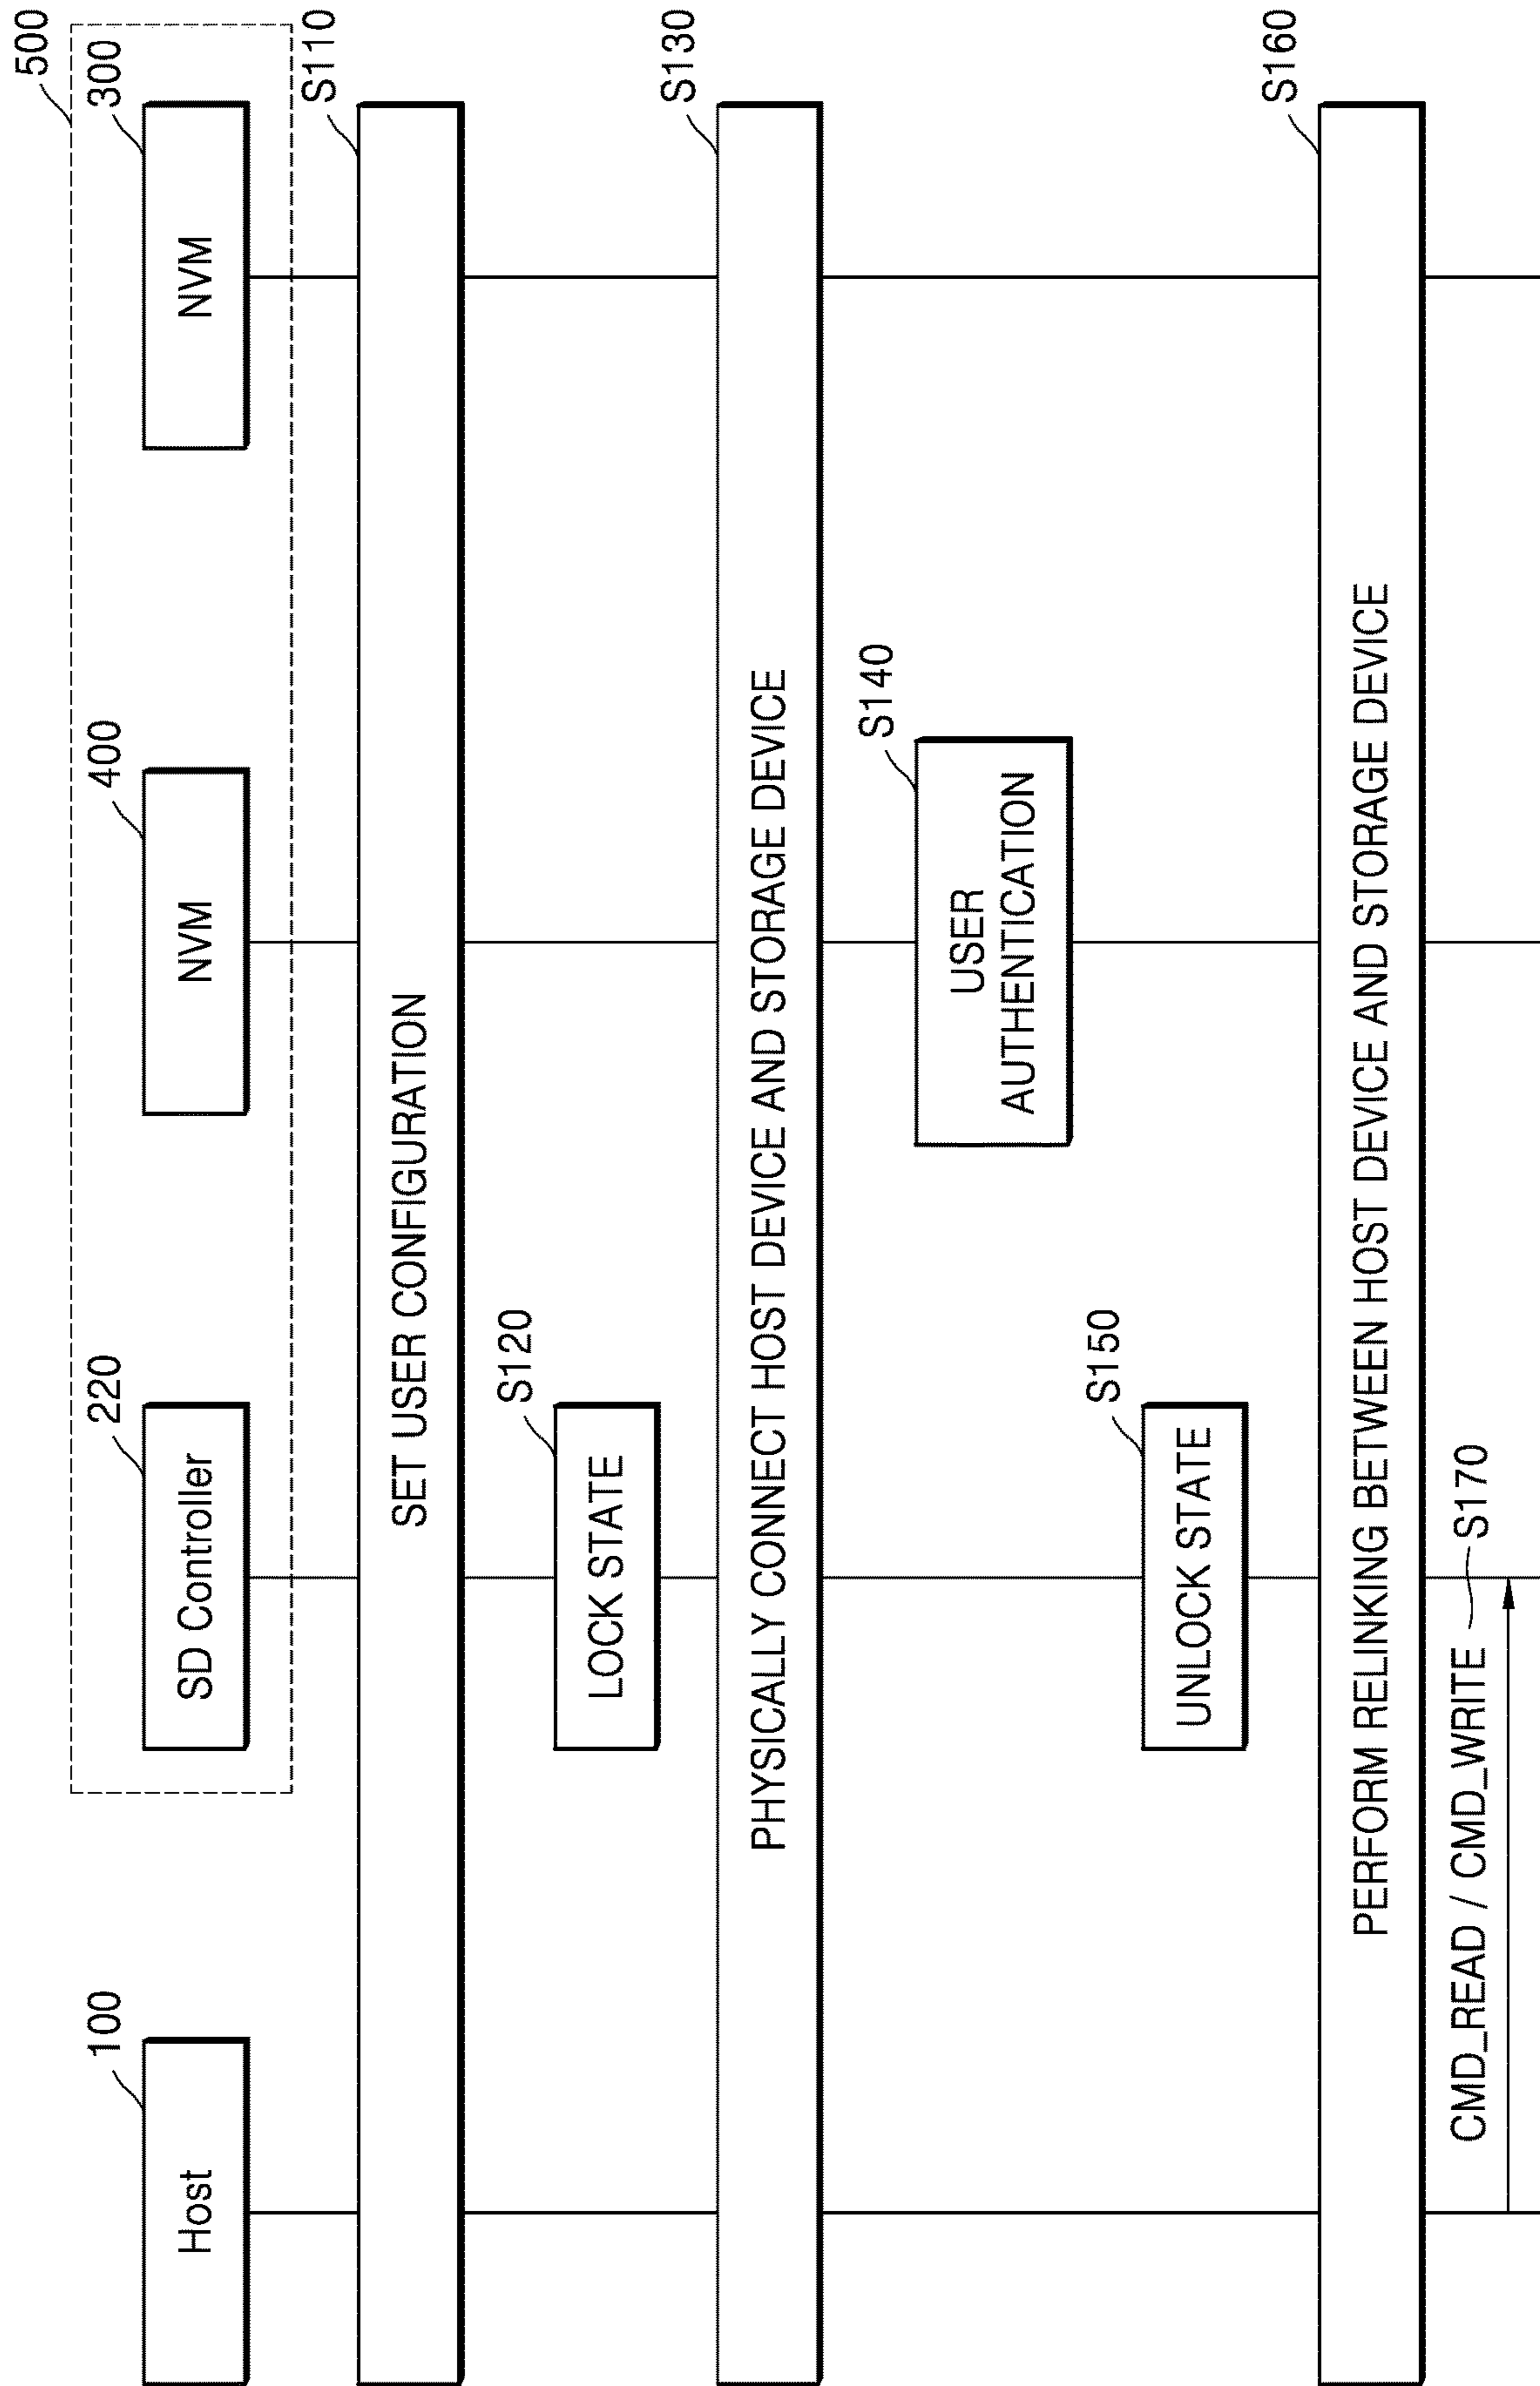 500
100
220
400
300
Host
SD Controller
NVM
NVM
S110
SET USER CONFIGURATION
S120
LOCK STATE
S130
PHYSICALLY CONNECT HOST DEVICE AND STORAGE DEVICE
S140
USER
AUTHENTICATION
S150
UNLOCK STATE
S160
PERFORM RELINKING BETWEEN HOST DEVICE AND STORAGE DEVICE
CMD_READ / CMD_WRITE S170